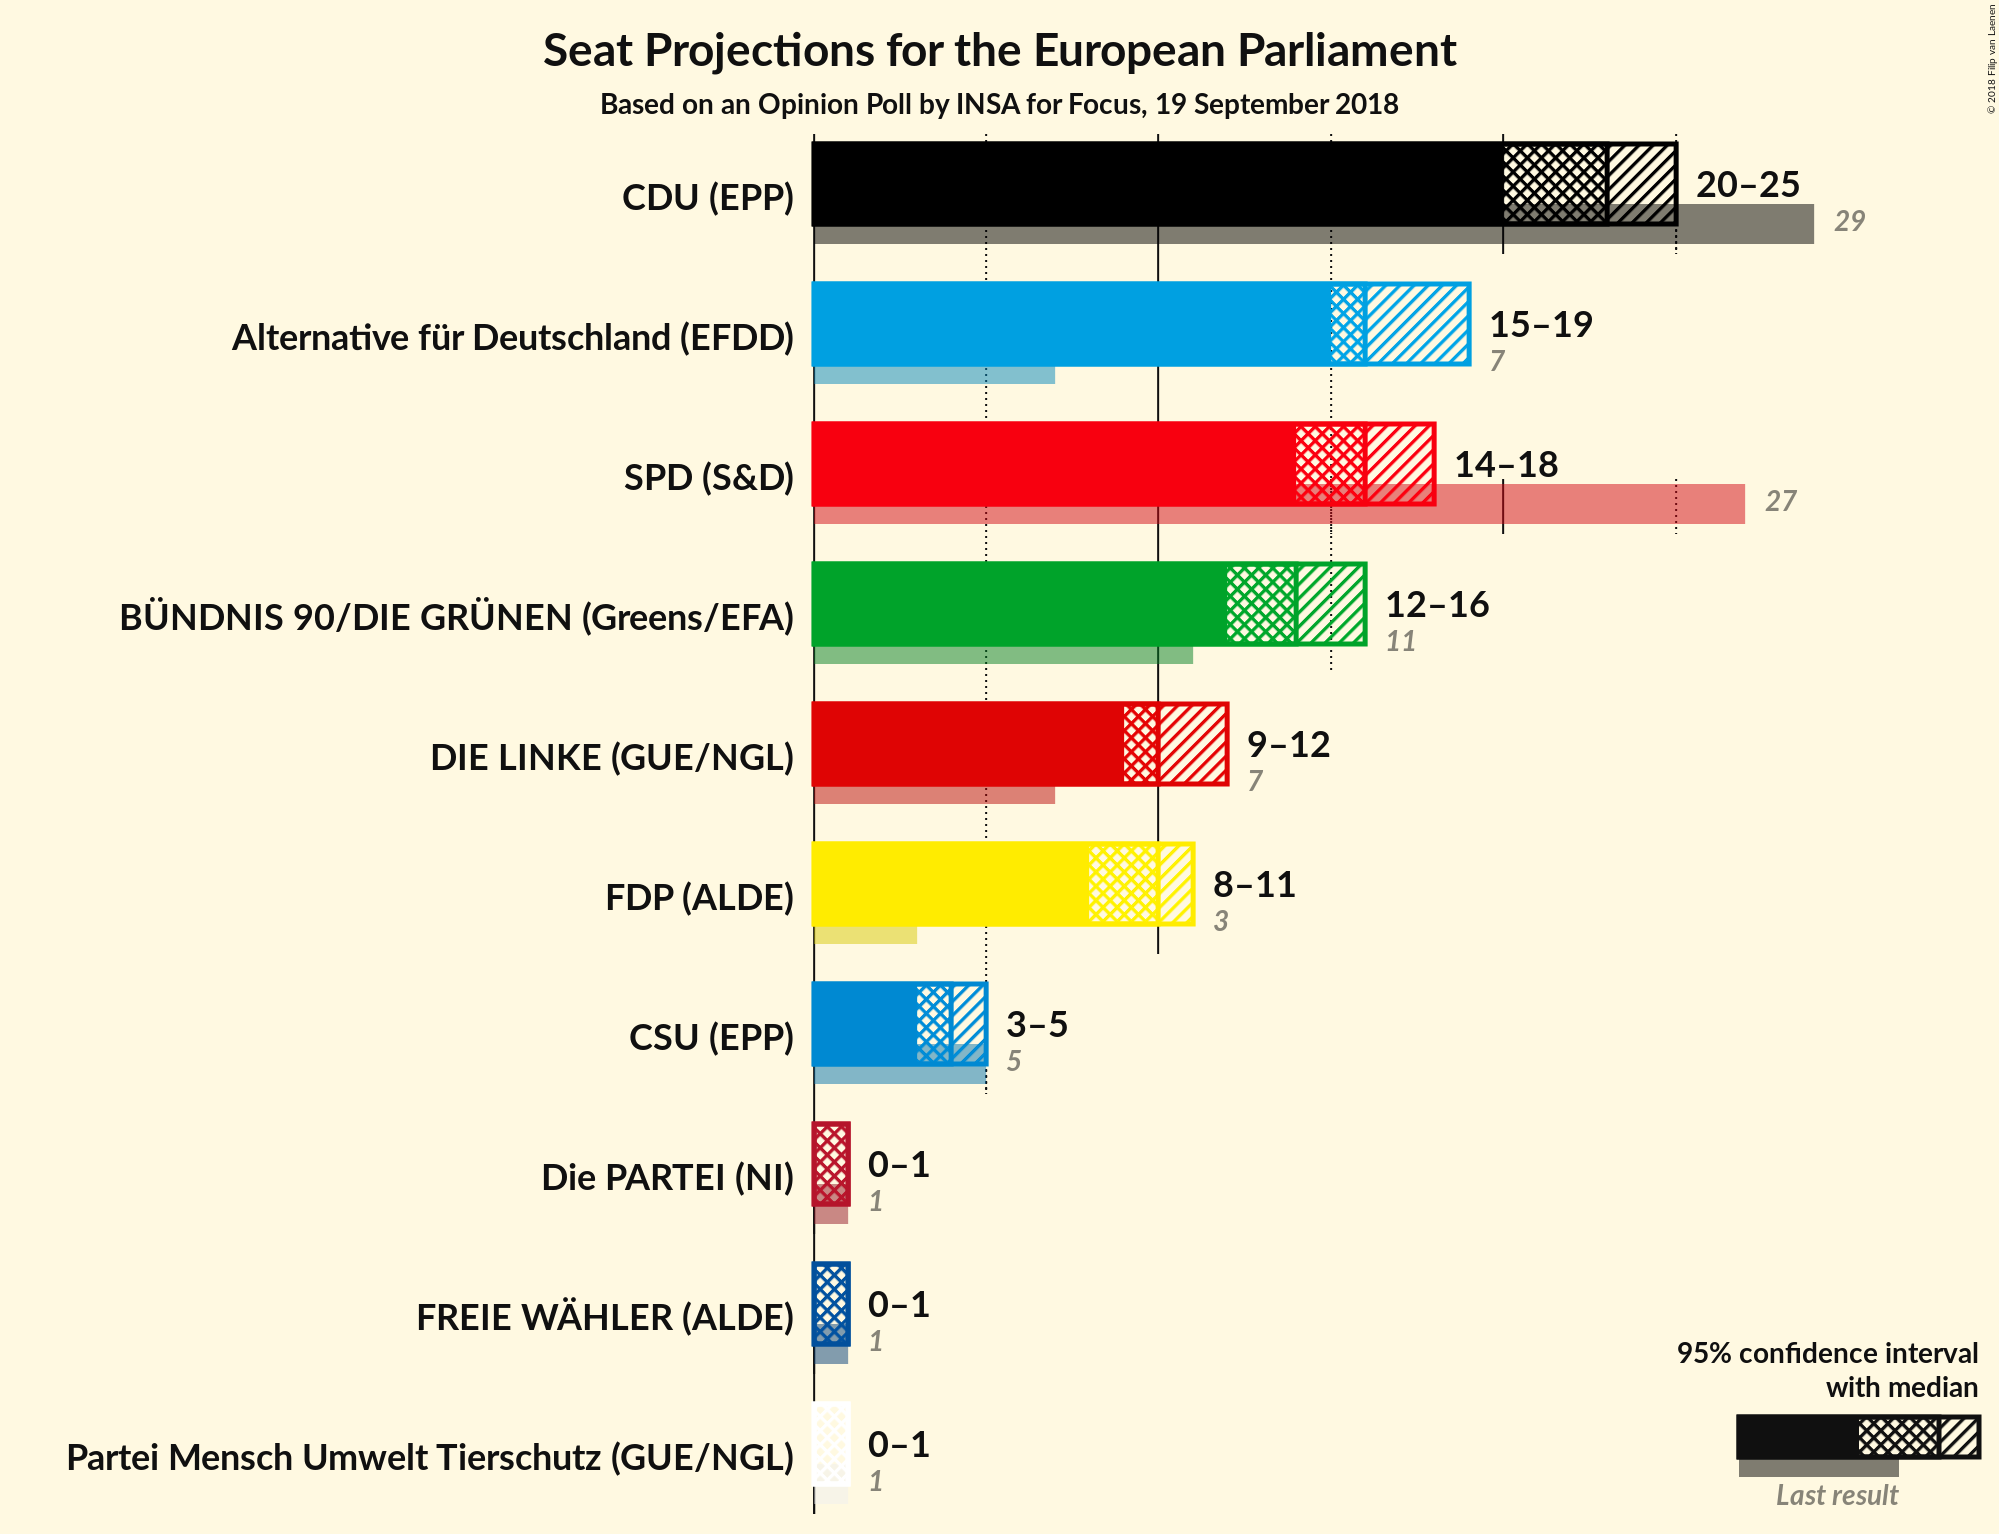 Seat Projections for the European Parliament
Based on an Opinion Poll by INSA for Focus, 19 September 2018
© 2018 Filip van Laenen
CDU (EPP)
20–25
29
Alternative für Deutschland (EFDD)
15–19
7
SPD (S&D)
14–18
27
BÜNDNIS 90/DIE GRÜNEN (Greens/EFA)
12–16
11
DIE LINKE (GUE/NGL)
9–12
7
FDP (ALDE)
8–11
3
CSU (EPP)
3–5
5
Die PARTEI (NI)
0–1
1
FREIE WÄHLER (ALDE)
0–1
1
Partei Mensch Umwelt Tierschutz (GUE/NGL)
0–1
1
95% confidence interval
with median
Last result